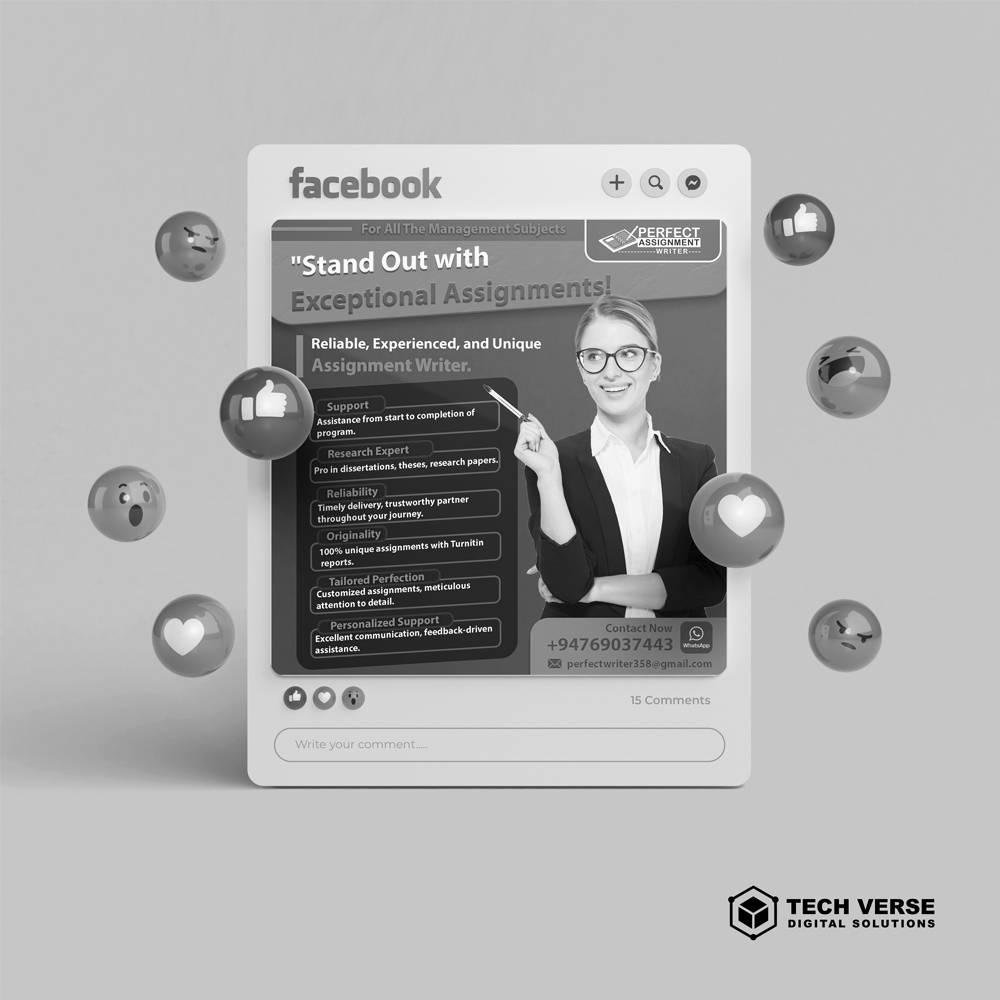 facebook
For All The Management Subjects
PERFECT
ASSIGNMENT
WRITER
"Stand Out with
Exceptional Assignments!
Reliable, Experienced, and Unique
Assignment Writer.
Support
Assistance from start to completion of
program.
Research Expert
Pro in dissertations, theses, research papers.
Reliability
Timely delivery, trustworthy partner
throughout your journey.
Originality
100% unique assignments with Turnitin
reports.
Tailored Perfection
Customized assignments, meticulous
attention to detail.
Personalized Support
Excellent communication, feedback-driven
assistance.
Contact Now
+94769037443
WhatsApp
perfectwriter358@gmail.com
15 Comments
Write your comment.....
TECH VERSE
DIGITAL SOLUTIONS